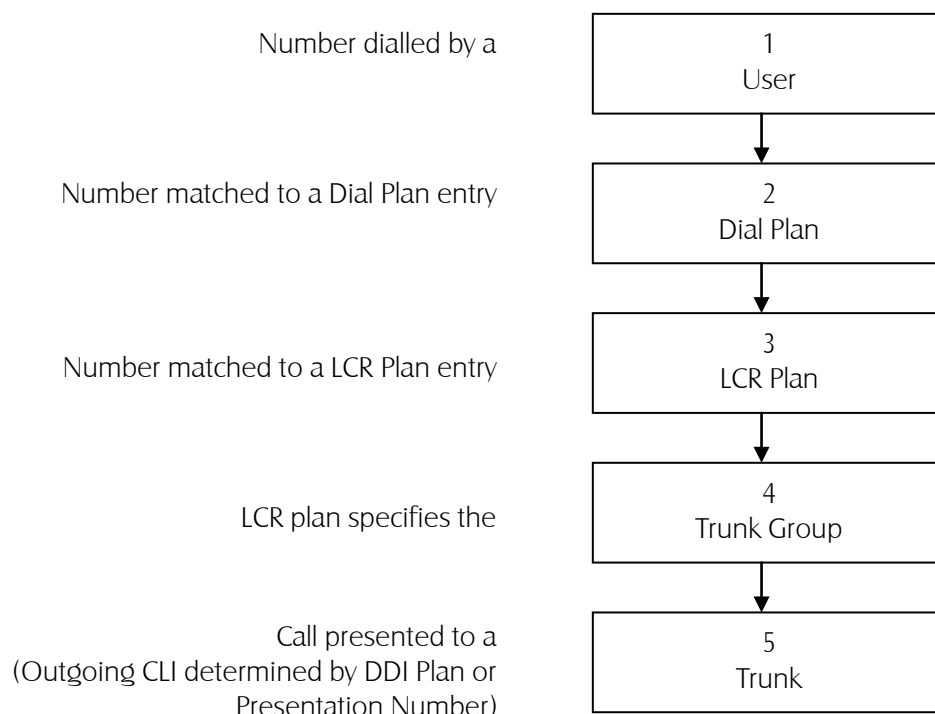 Number dialled by a
1
User
Number matched to a Dial Plan entry
2
Dial Plan
Number matched to a LCR Plan entry
3
LCR Plan
LCR plan specifies the
4
Trunk Group
Call presented to a
(Outgoing CLI determined by DDI Plan or
Presentation Number)
5
Trunk